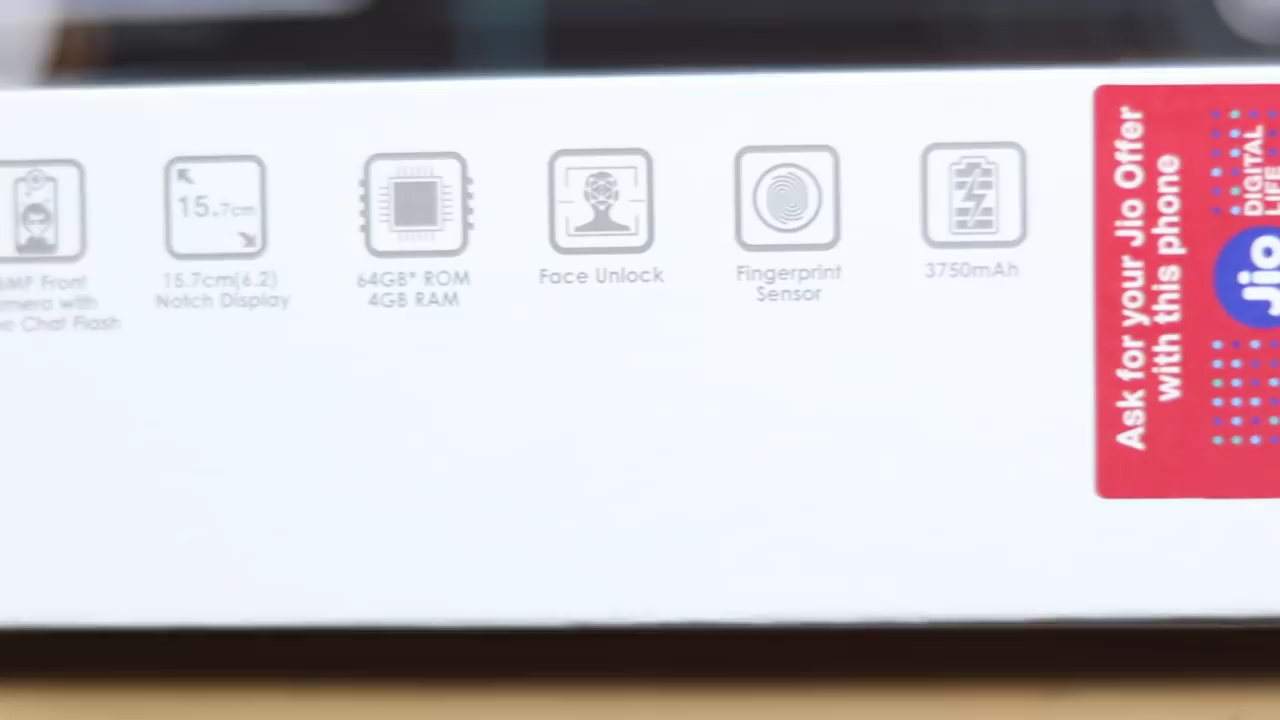 MP Front
with
Chat Flash
15.7cm
15.7cm(6.2)
Notch Display
64GB* ROM
4GB RAM
Face Unlock
Fingerprint
Sensor
3750mAh
Ask for your Jio Offer
with this phone
DIGITAL
LIFE
Jio